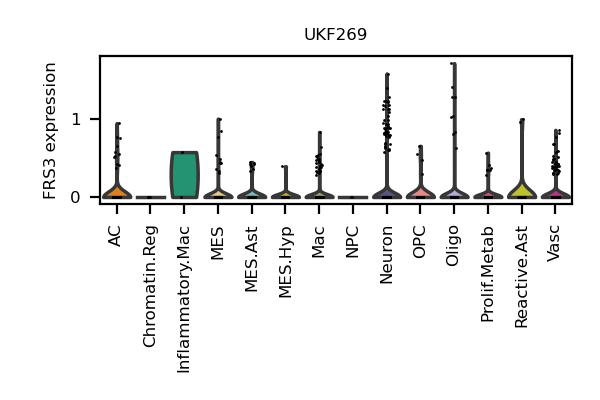 UKF269
FRS3 expression
1
0
AC
Chromatin.Reg
Inflammatory.Mac
MES
MES.Ast
MES.Hyp
Mac
NPC
Neuron
OPC
Oligo
Prolif.Metab
Reactive.Ast
Vasc